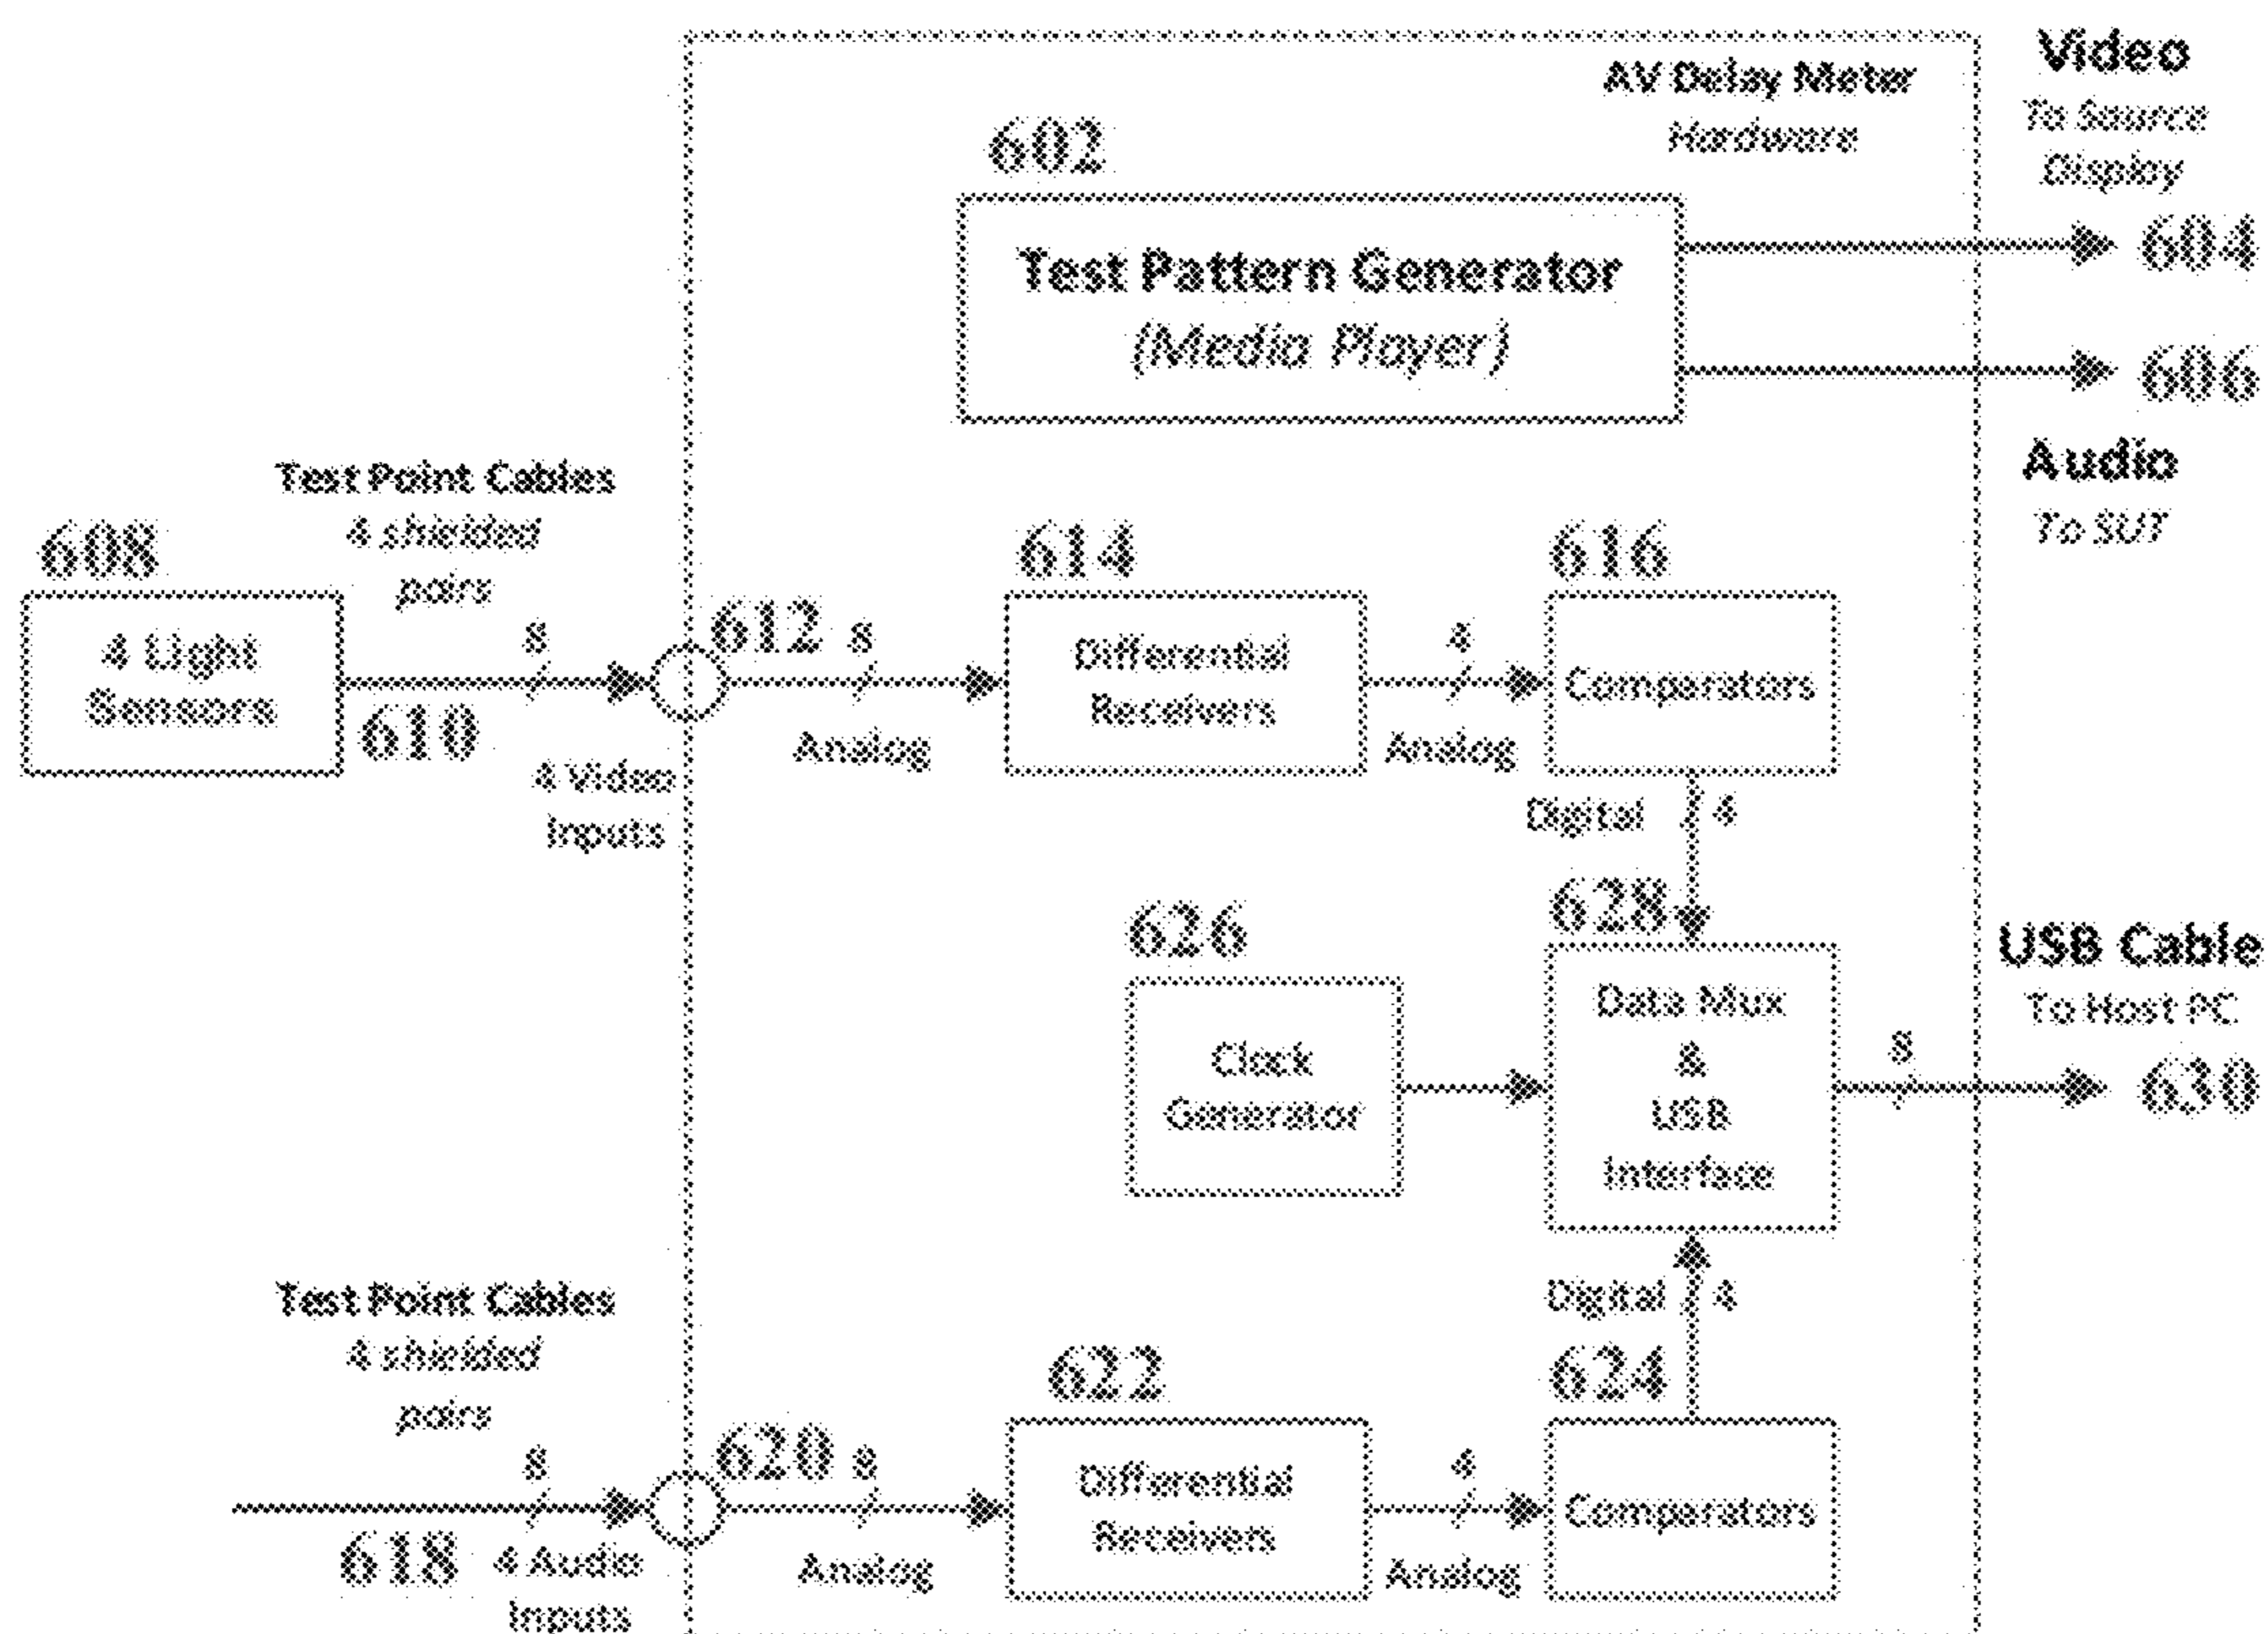 AV Delay Meter
Hardware
Video
To Source
Display
602
Test Pattern Generator
(Media Player)
604
606
Audio
To SUT
Test Point Cables
4 shielded
pairs
608
4 Light
Sensors
610
8
4 Video
Inputs
612
8
Analog
614
Differential
Receivers
4
Analog
616
Comparators
Digital
4
628
626
Clock
Generator
Data Mux
&
USB
Interface
8
USB Cable
To Host PC
630
Digital
4
Test Point Cables
4 shielded
pairs
8
618
4 Audio
Inputs
620
8
Analog
622
Differential
Receivers
4
Analog
624
Comparators